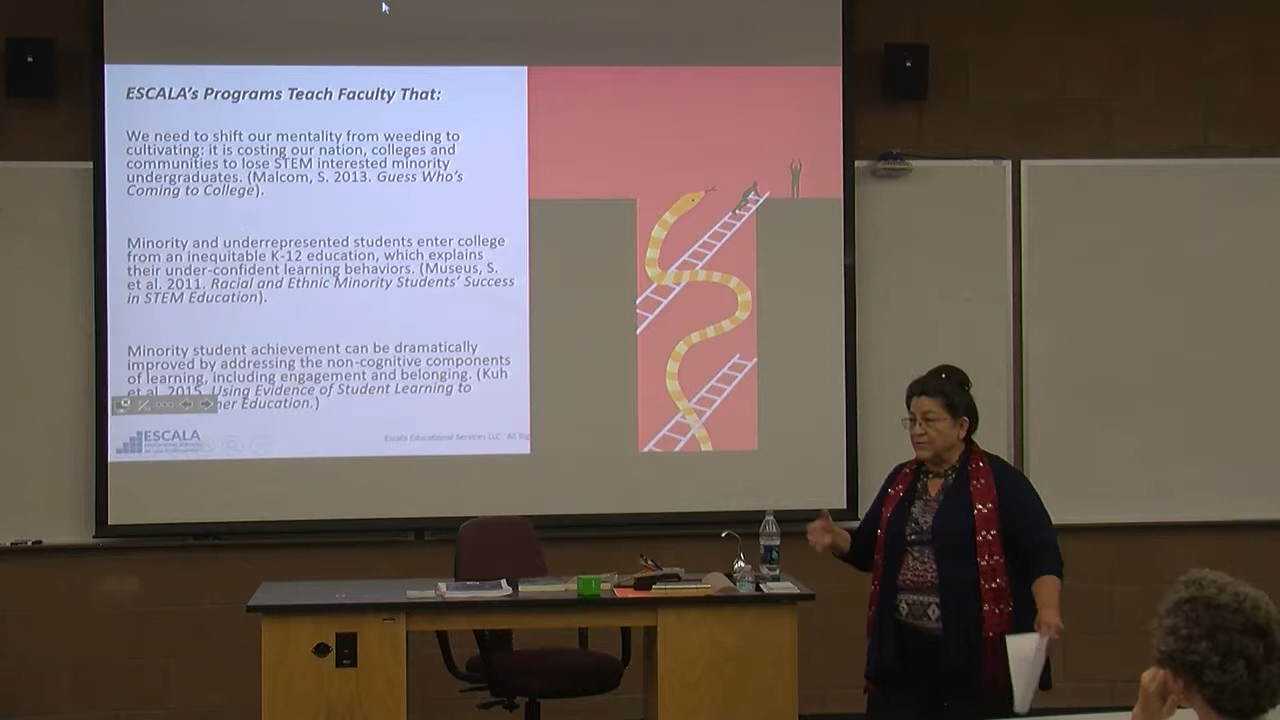 ESCALA's Programs Teach Faculty That:
We need to shift our mentality from weeding to
cultivating: it is costing our nation, colleges and
communities to lose STEM interested minority
undergraduates. (Malcom, S. 2013. Guess Who's
Coming to College).
Minority and underrepresented students enter college
from an inequitable K-12 education, which explains
their under-confident learning behaviors. (Museus, S.
et al. 2011. Racial and Ethnic Minority Students' Success
in STEM Education).
Minority student achievement can be dramatically
improved by addressing the non-cognitive components
of learning, including engagement and belonging. (Kuh
et al. 2015. Using Evidence of Student Learning to
her Education.)
ESCALA
Escala Educational Services LLC All Rig